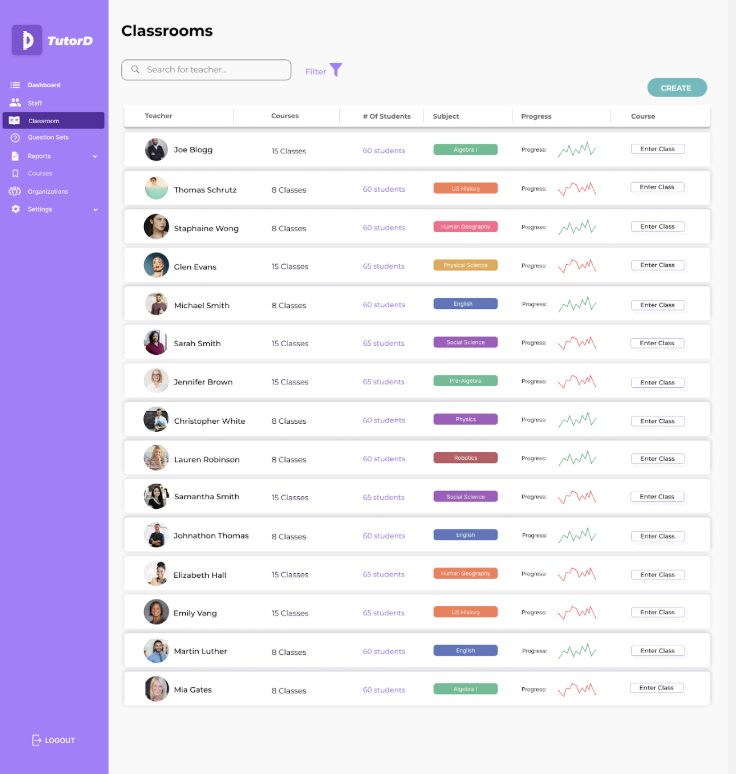 TutorD
Dashboard
Staff
Classroom
Question Sets
Reports
Courses
Organizations
Settings
LOGOUT
Classrooms
Search for teacher...
Filter
CREATE
Teacher Courses # Of Students Subject Progress Course
Joe Blogg 15 Classes 60 students Algebra I Progress: Enter Class
Thomas Schrutz 8 Classes 60 students US History Progress: Enter Class
Staphaine Wong 8 Classes 60 students Human Geography Progress: Enter Class
Glen Evans 15 Classes 65 students Physical Science Progress: Enter Class
Michael Smith 8 Classes 60 students English Progress: Enter Class
Sarah Smith 15 Classes 65 students Social Science Progress: Enter Class
Jennifer Brown 15 Classes 65 students Pre-Algebra Progress: Enter Class
Christopher White 8 Classes 60 students Physics Progress: Enter Class
Lauren Robinson 8 Classes 60 students Robotics Progress: Enter Class
Samantha Smith 15 Classes 65 students Social Science Progress: Enter Class
Johnathon Thomas 8 Classes 60 students English Progress: Enter Class
Elizabeth Hall 15 Classes 65 students Human Geography Progress: Enter Class
Emily Vang 15 Classes 65 students US History Progress: Enter Class
Martin Luther 8 Classes 60 students English Progress: Enter Class
Mia Gates 8 Classes 60 students Algebra I Progress: Enter Class